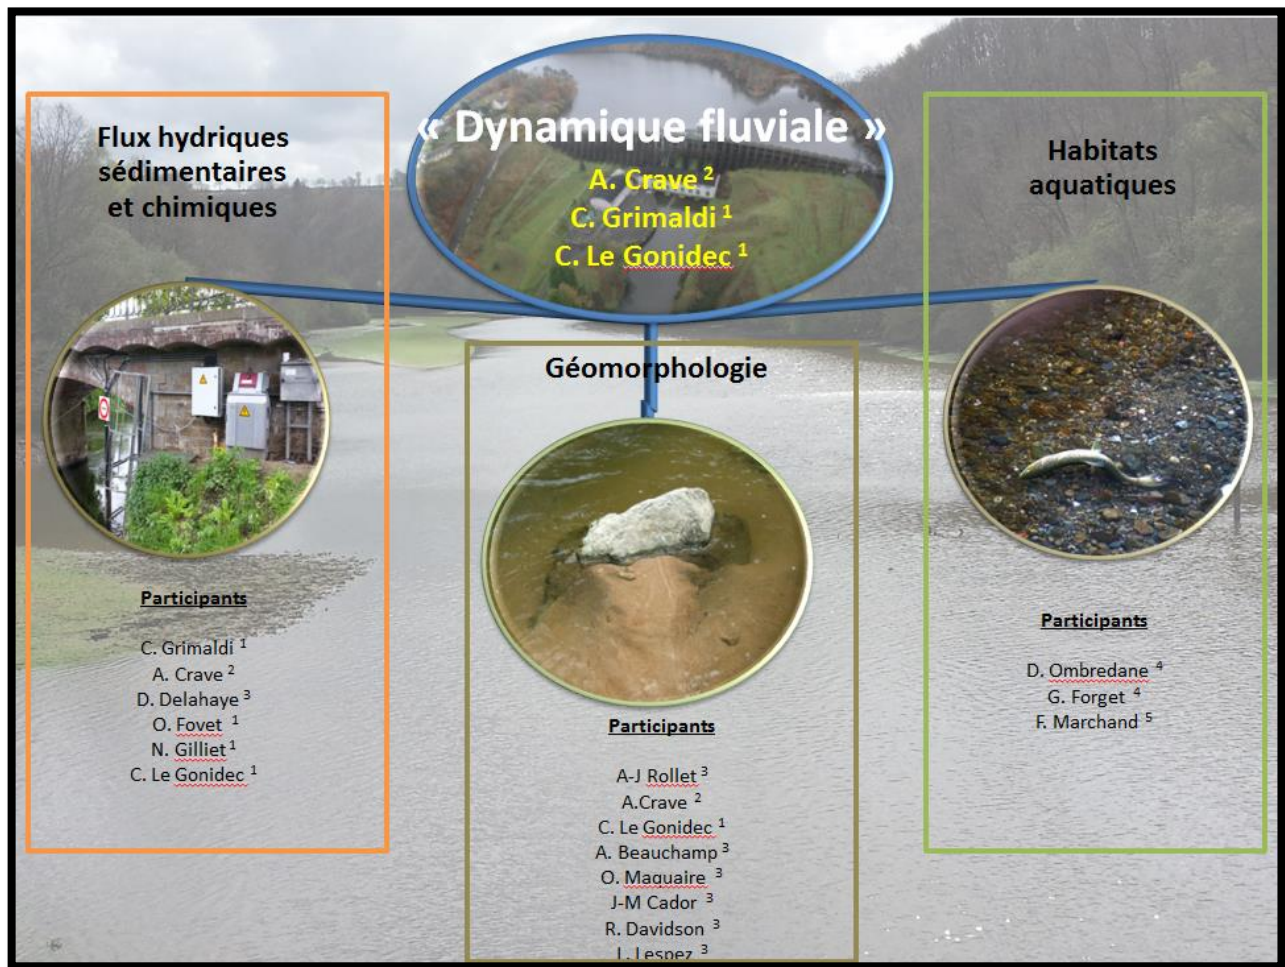 « Dynamique fluviale »
A. Crave 2
C. Grimaldi 1
C. Le Gonidec 1
Flux hydriques
sédimentaires
et chimiques
Participants
C. Grimaldi 1
A. Crave 2
D. Delahaye 3
O. Fovet 1
N. Gilliet 1
C. Le Gonidec 1
Géomorphologie
Participants
A-J Rollet 3
A.Crave 2
C. Le Gonidec 1
A. Beauchamp 3
O. Maquaire 3
J-M Cador 3
R. Davidson 3
L. Lespez 3
Habitats
aquatiques
Participants
D. Ombredane 4
G. Forget 4
F. Marchand 5